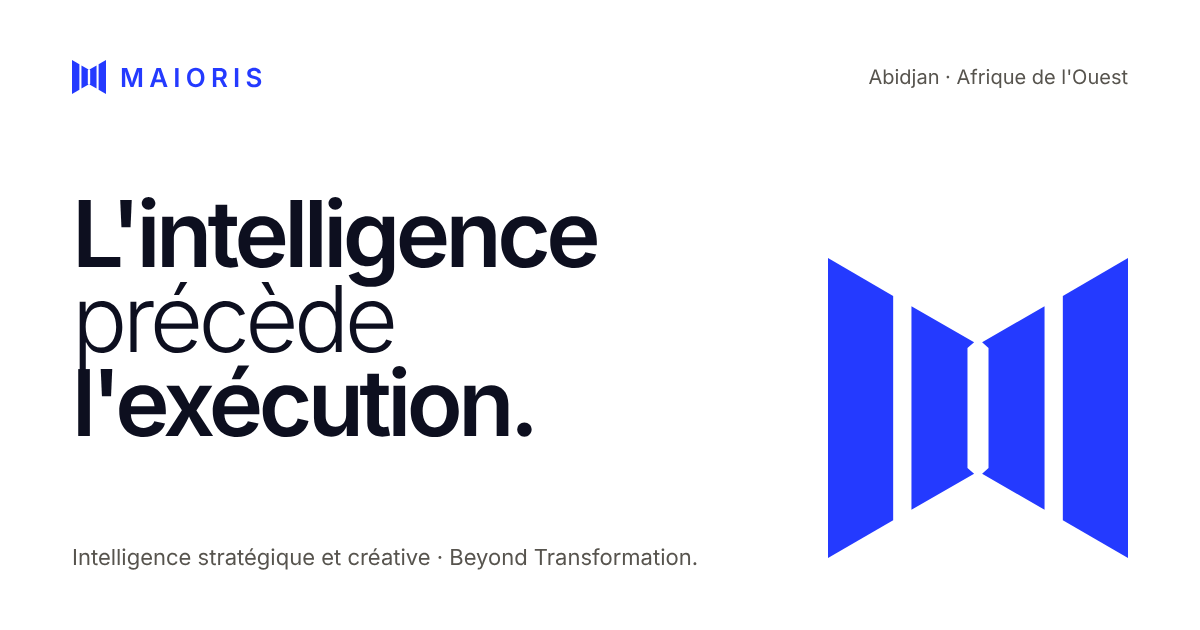 MAIORIS
Abidjan · Afrique de l'Ouest
L'intelligence
précède
l'exécution.
Intelligence stratégique et créative · Beyond Transformation.